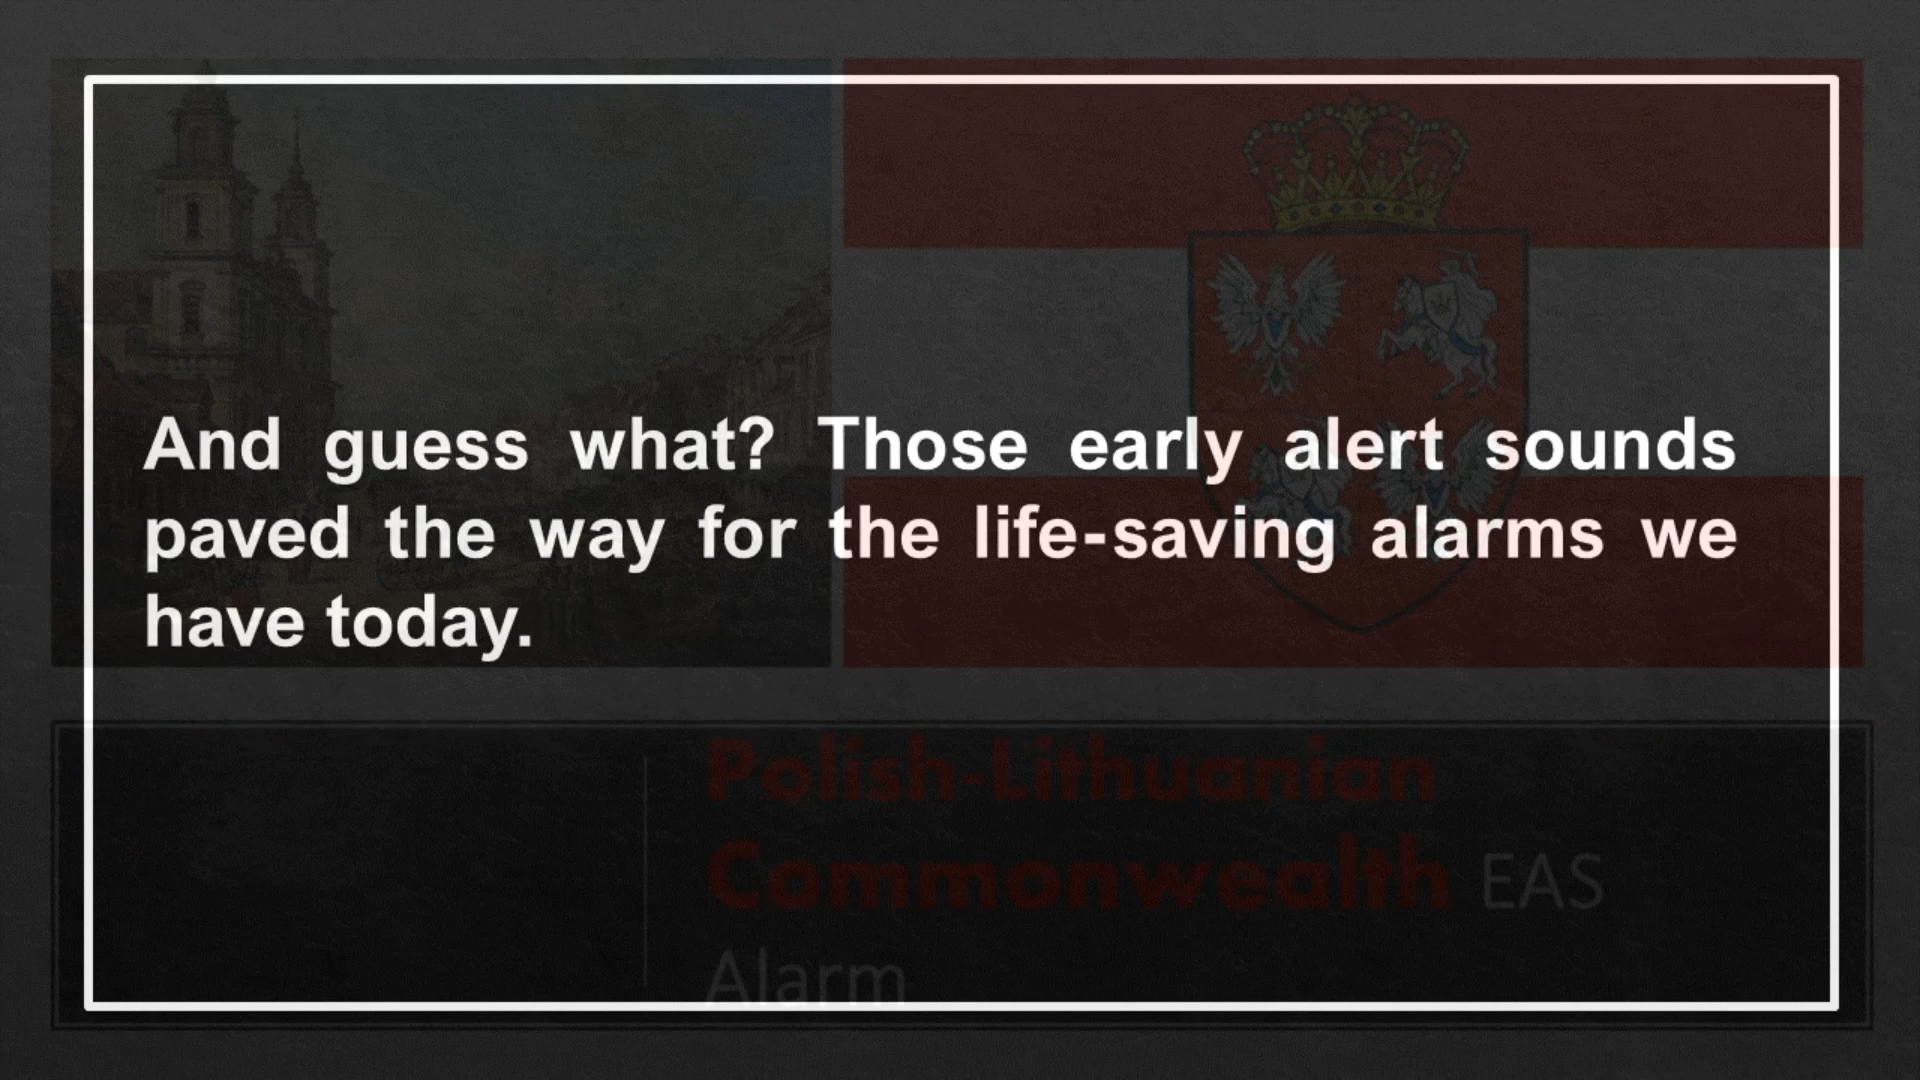 And guess what? Those early alert sounds
paved the way for the life-saving alarms we
have today.
Polish-Lithuanian
Commonwealth EAS
Alarm